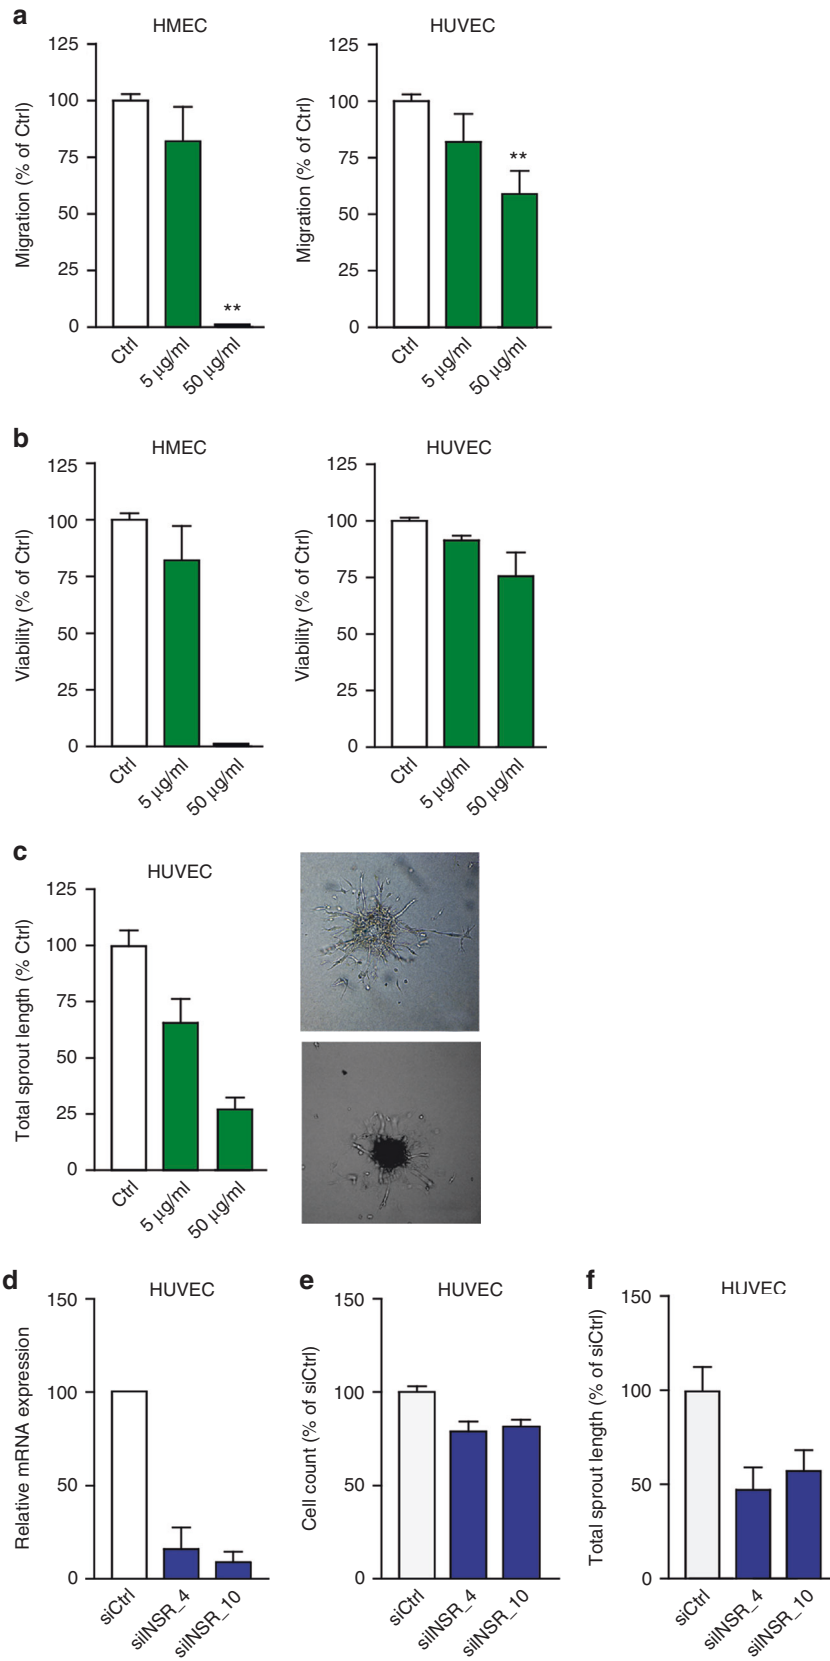 a
HMEC
HUVEC
Migration (% of Ctrl)
125
100
75
50
25
0
**
Ctrl
5 µg/ml
50 µg/ml
Migration (% of Ctrl)
125
100
75
50
25
0
**
Ctrl
5 µg/ml
50 µg/ml
b
HMEC
HUVEC
Viability (% of Ctrl)
125
100
75
50
25
0
Ctrl
5 µg/ml
50 µg/ml
Viability (% of Ctrl)
125
100
75
50
25
0
Ctrl
5 µg/ml
50 µg/ml
c
HUVEC
Total sprout length (% Ctrl)
125
100
75
50
25
0
Ctrl
5 µg/ml
50 µg/ml
d
HUVEC
Relative mRNA expression
150
100
50
0
siCtrl
siINSR_4
siINSR_10
e
HUVEC
Cell count (% of siCtrl)
150
100
50
0
siCtrl
siINSR_4
siINSR_10
f
HUVEC
Total sprout length (% of siCtrl)
150
100
50
0
siCtrl
siINSR_4
siINSR_10